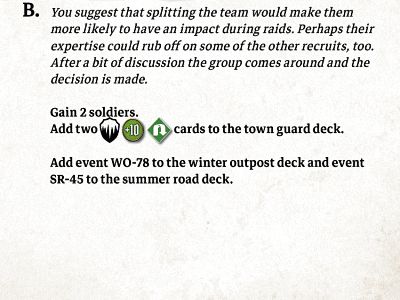 B. You suggest that splitting the team would make them
more likely to have an impact during raids. Perhaps their
expertise could rub off on some of the other recruits, too.
After a bit of discussion the group comes around and the
decision is made.
Gain 2 soldiers.
Add two +10 cards to the town guard deck.
Add event WO-78 to the winter outpost deck and event
SR-45 to the summer road deck.